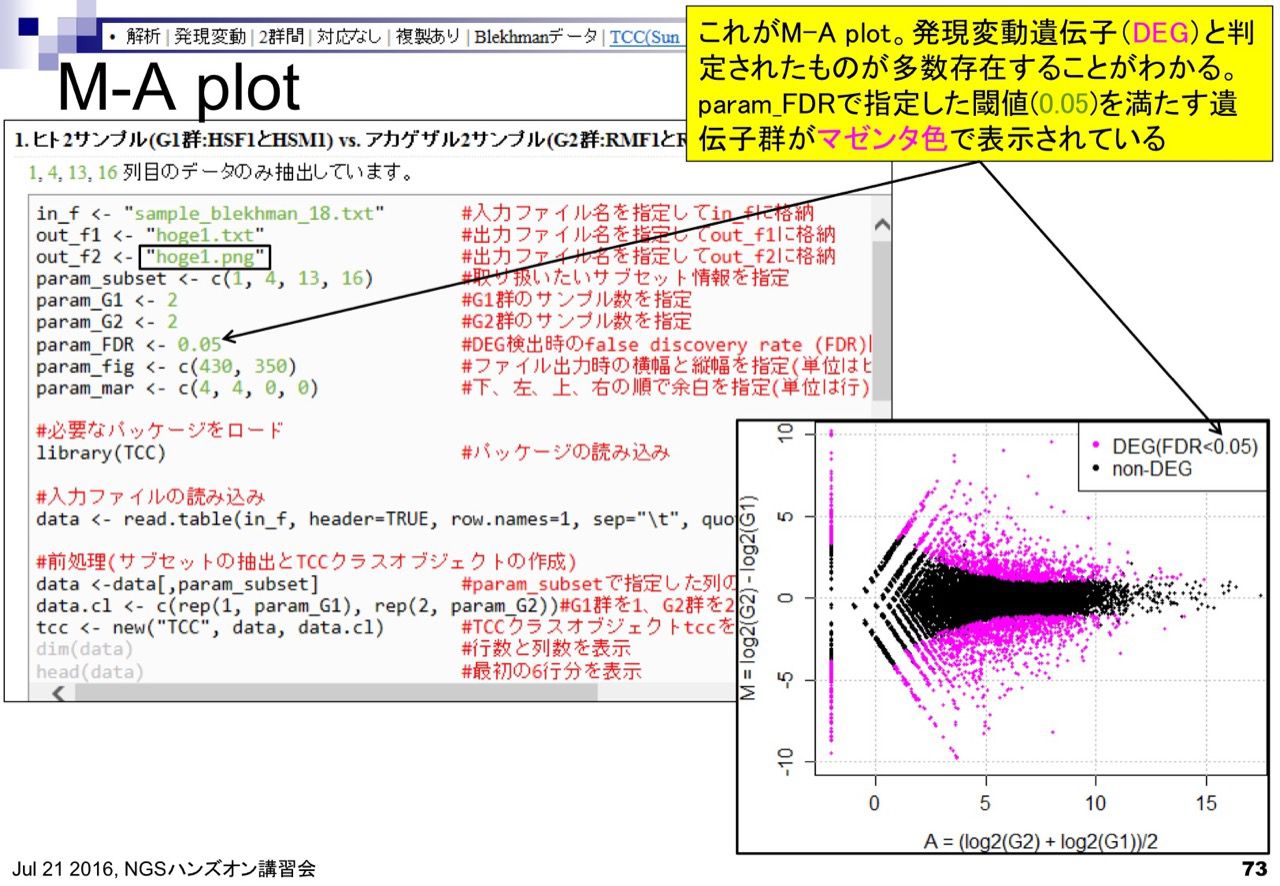 • 解析 | 発現変動 | 2群間 | 対応なし | 複製あり | Blekhmanデータ | TCC(Sun
M-A plot
これがM-A plot。発現変動遺伝子(DEG)と判
定されたものが多数存在することがわかる。
param_FDRで指定した閾値(0.05)を満たす遺
伝子群がマゼンタ色で表示されている
1. ヒト2サンプル(G1群:HSF1とHSM1) vs. アカゲザル2サンプル(G2群:RMF1と
1, 4, 13, 16 列目のデータのみ抽出しています。
in_f <- "sample_blekhman_18.txt" #入力ファイル名を指定してin_fに格納
out_f1 <- "hoge1.txt" #出力ファイル名を指定してout_f1に格納
out_f2 <- "hoge1.png" #出力ファイル名を指定してout_f2に格納
param_subset <- c(1, 4, 13, 16) #取り扱いたいサブセット情報を指定
param_G1 <- 2 #G1群のサンプル数を指定
param_G2 <- 2 #G2群のサンプル数を指定
param_FDR <- 0.05 #DEG検出時のfalse discovery rate (FDR)
param_fig <- c(430, 350) #ファイル出力時の横幅と縦幅を指定(単位はピ
param_mar <- c(4, 4, 0, 0) #下、左、上、右の順で余白を指定(単位は行)
#必要なパッケージをロード
library(TCC) #パッケージの読み込み
#入力ファイルの読み込み
data <- read.table(in_f, header=TRUE, row.names=1, sep="\t", quo
#前処理(サブセットの抽出とTCCクラスオブジェクトの作成)
data <-data[,param_subset] #param_subsetで指定した列の
data.cl <- c(rep(1, param_G1), rep(2, param_G2))#G1群を1、G2群を2
tcc <- new("TCC", data, data.cl) #TCCクラスオブジェクトtccを
dim(data) #行数と列数を表示
head(data) #最初の6行分を表示
DEG(FDR<0.05)
non-DEG
M = log2(G2) - log2(G1)
10
5
0
-5
-10
0 5 10 15
A = (log2(G2) + log2(G1))/2
Jul 21 2016, NGSハンズオン講習会
73